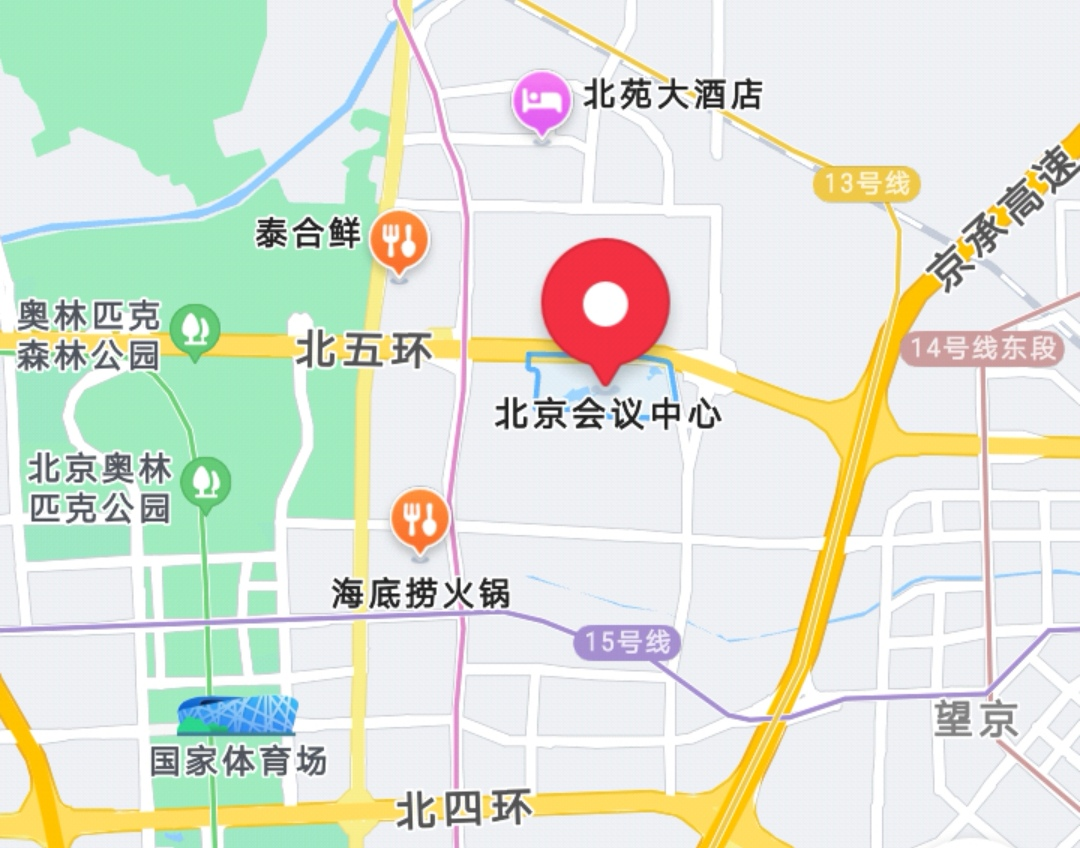 北苑大酒店
13号线
京承高速
泰合鲜
奥林匹克
森林公园
北五环
14号线东段
北京会议中心
北京奥林
匹克公园
海底捞火锅
15号线
望京
国家体育场
北四环